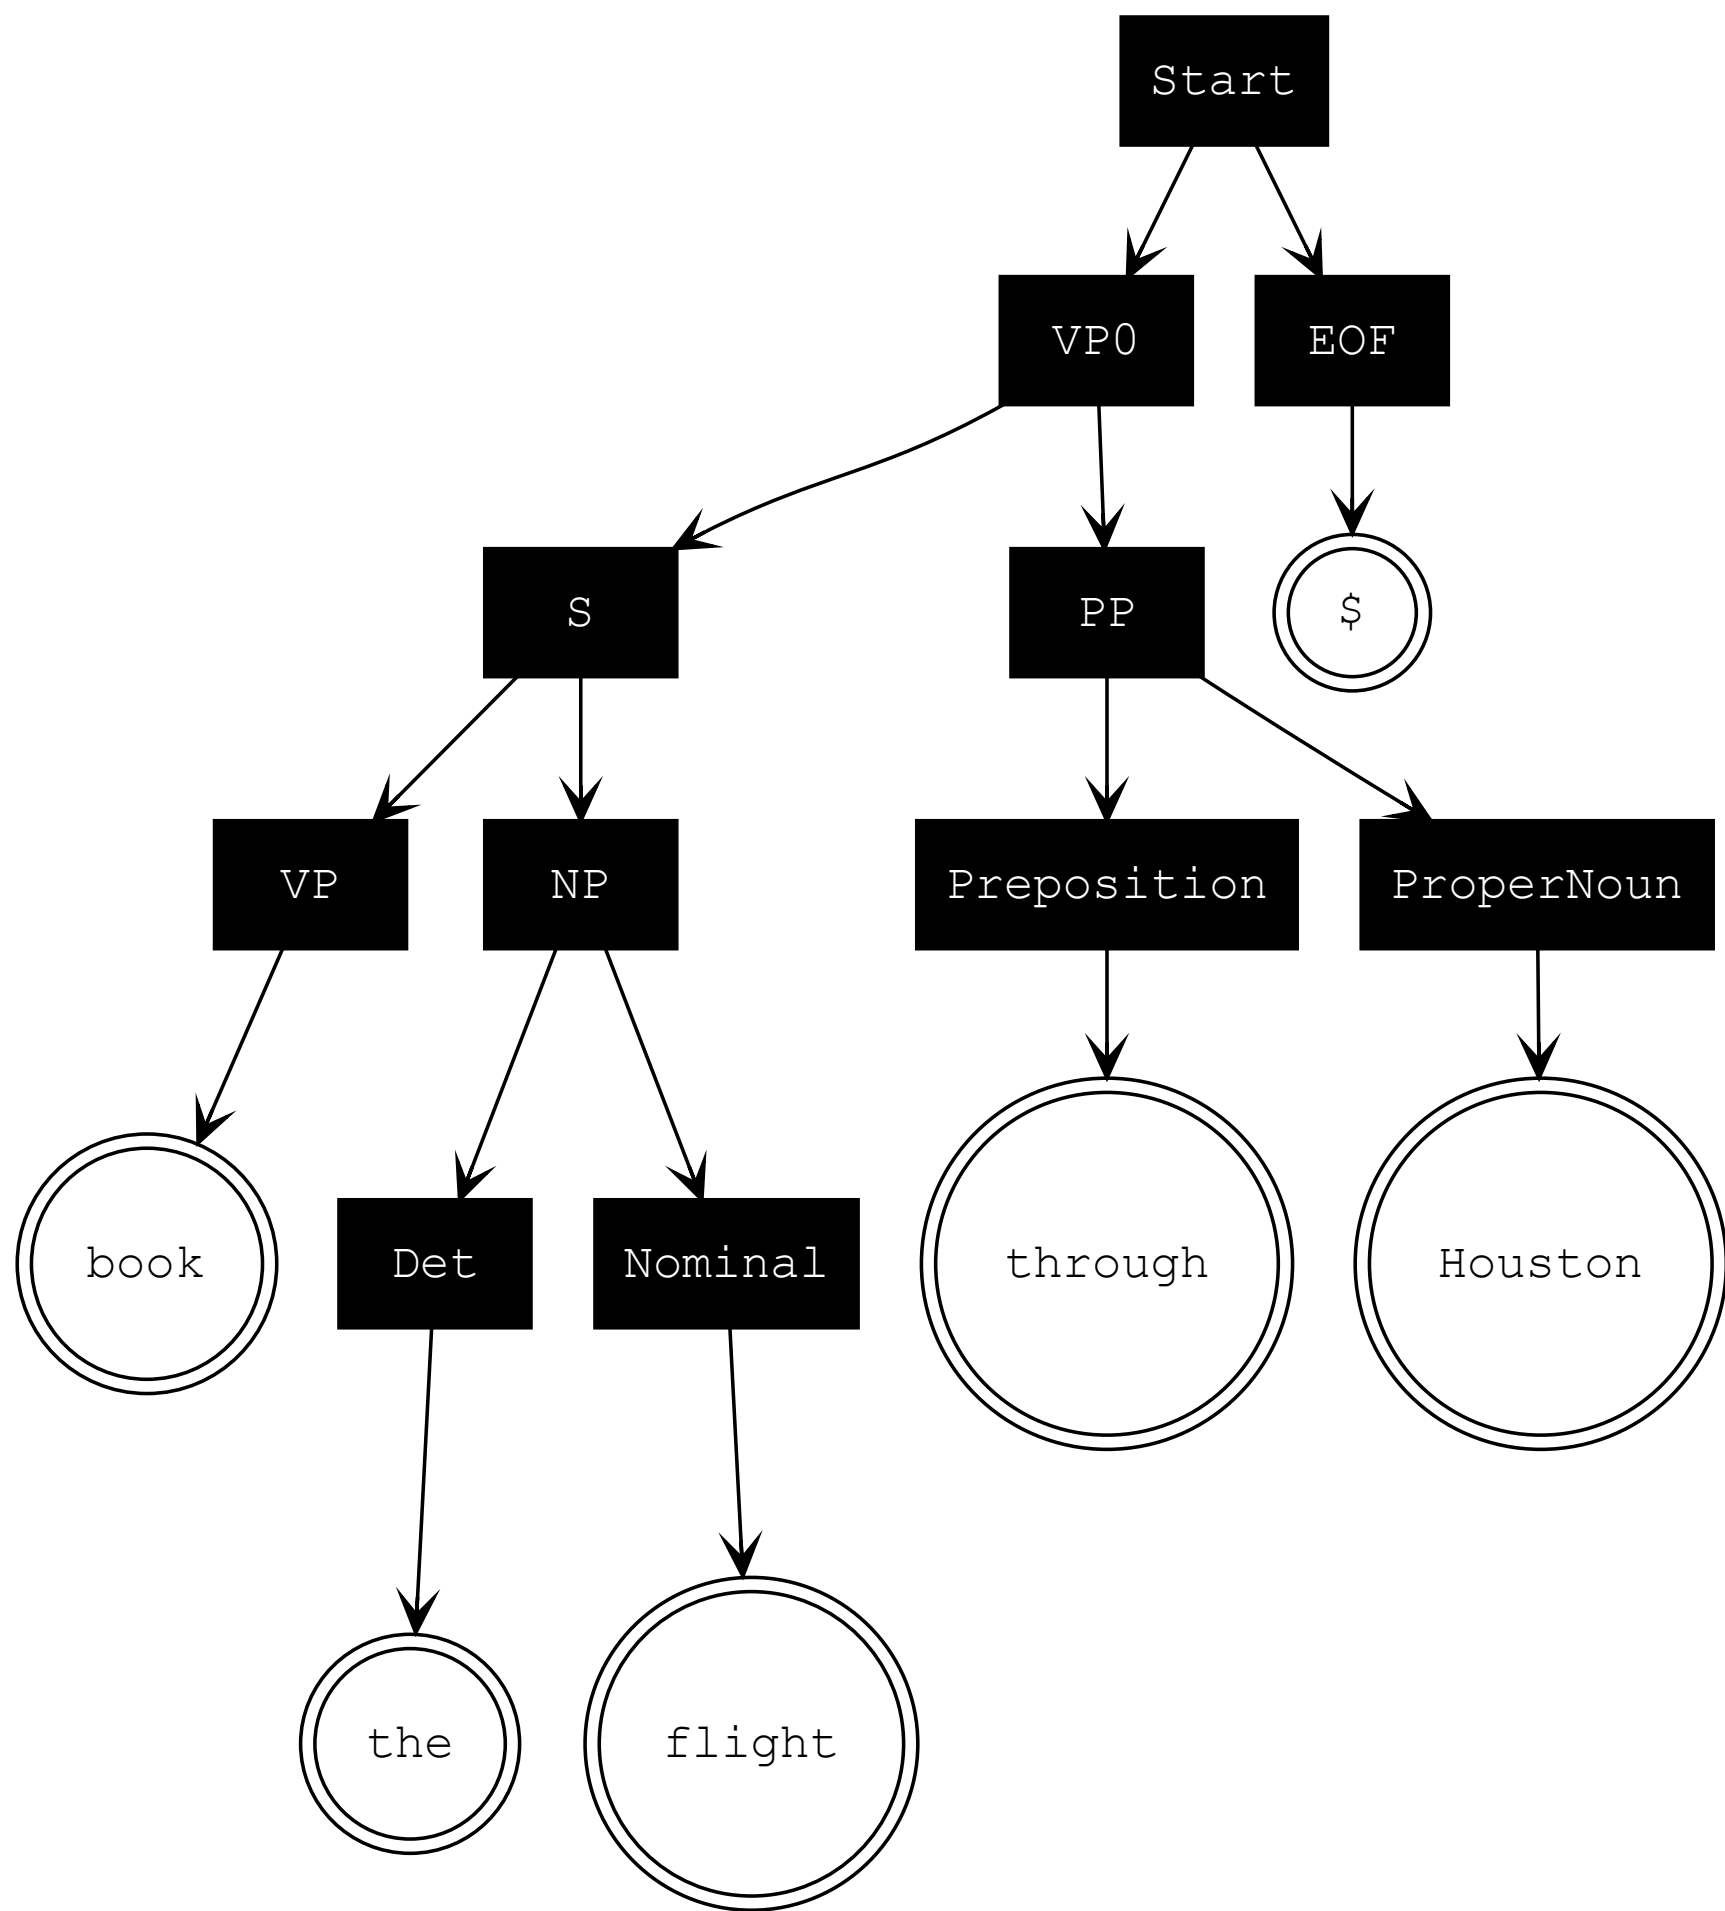 Start
VP0 EOF
S PP $
VP NP Preposition ProperNoun
book Det Nominal through Houston
the flight